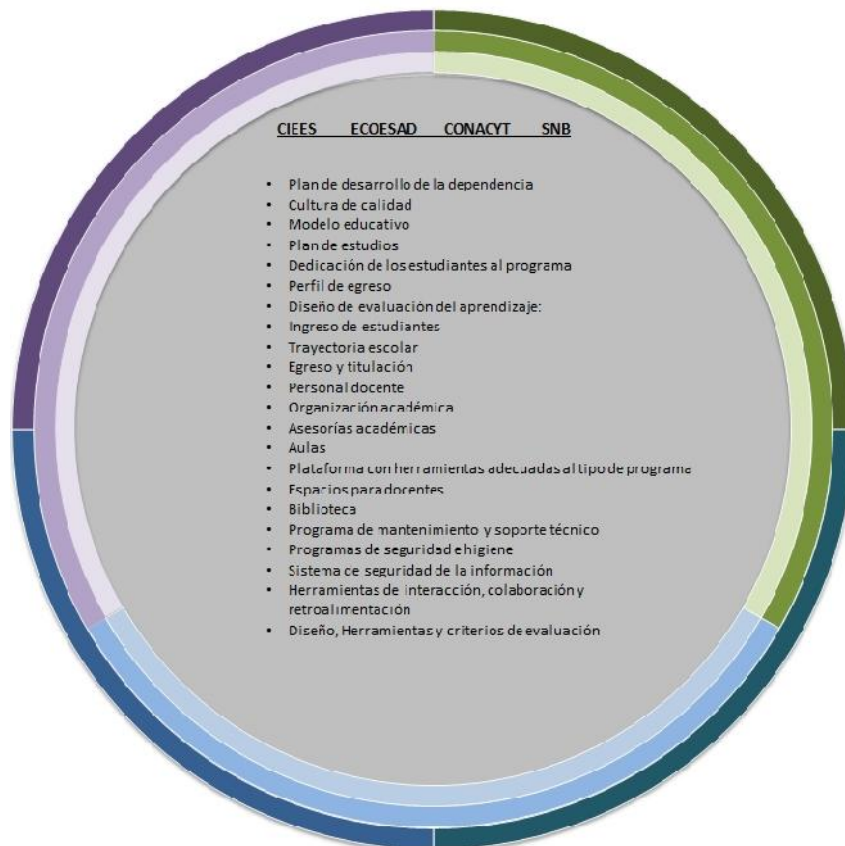 CIEES ECOESAD CONACYT SNB
• Plan de desarrollo de la dependencia
• Cultura de calidad
• Modelo educativo
• Plan de estudios
• Dedicación de los estudiantes al programa
• Perfil de egreso
• Diseño de evaluación del aprendizaje:
• Ingreso de estudiantes
• Trayectoria escolar
• Egreso y titulación
• Personal docente
• Organización académica
• Asesorías académicas
• Aulas
• Plataforma con herramientas adecuadas al tipo de programa
• Espacios para docentes
• Biblioteca
• Programa de mantenimiento y soporte técnico
• Programas de seguridad e higiene
• Sistema de seguridad de la información
• Herramientas de interacción, colaboración y
retroalimentación
• Diseño, Herramientas y criterios de evaluación